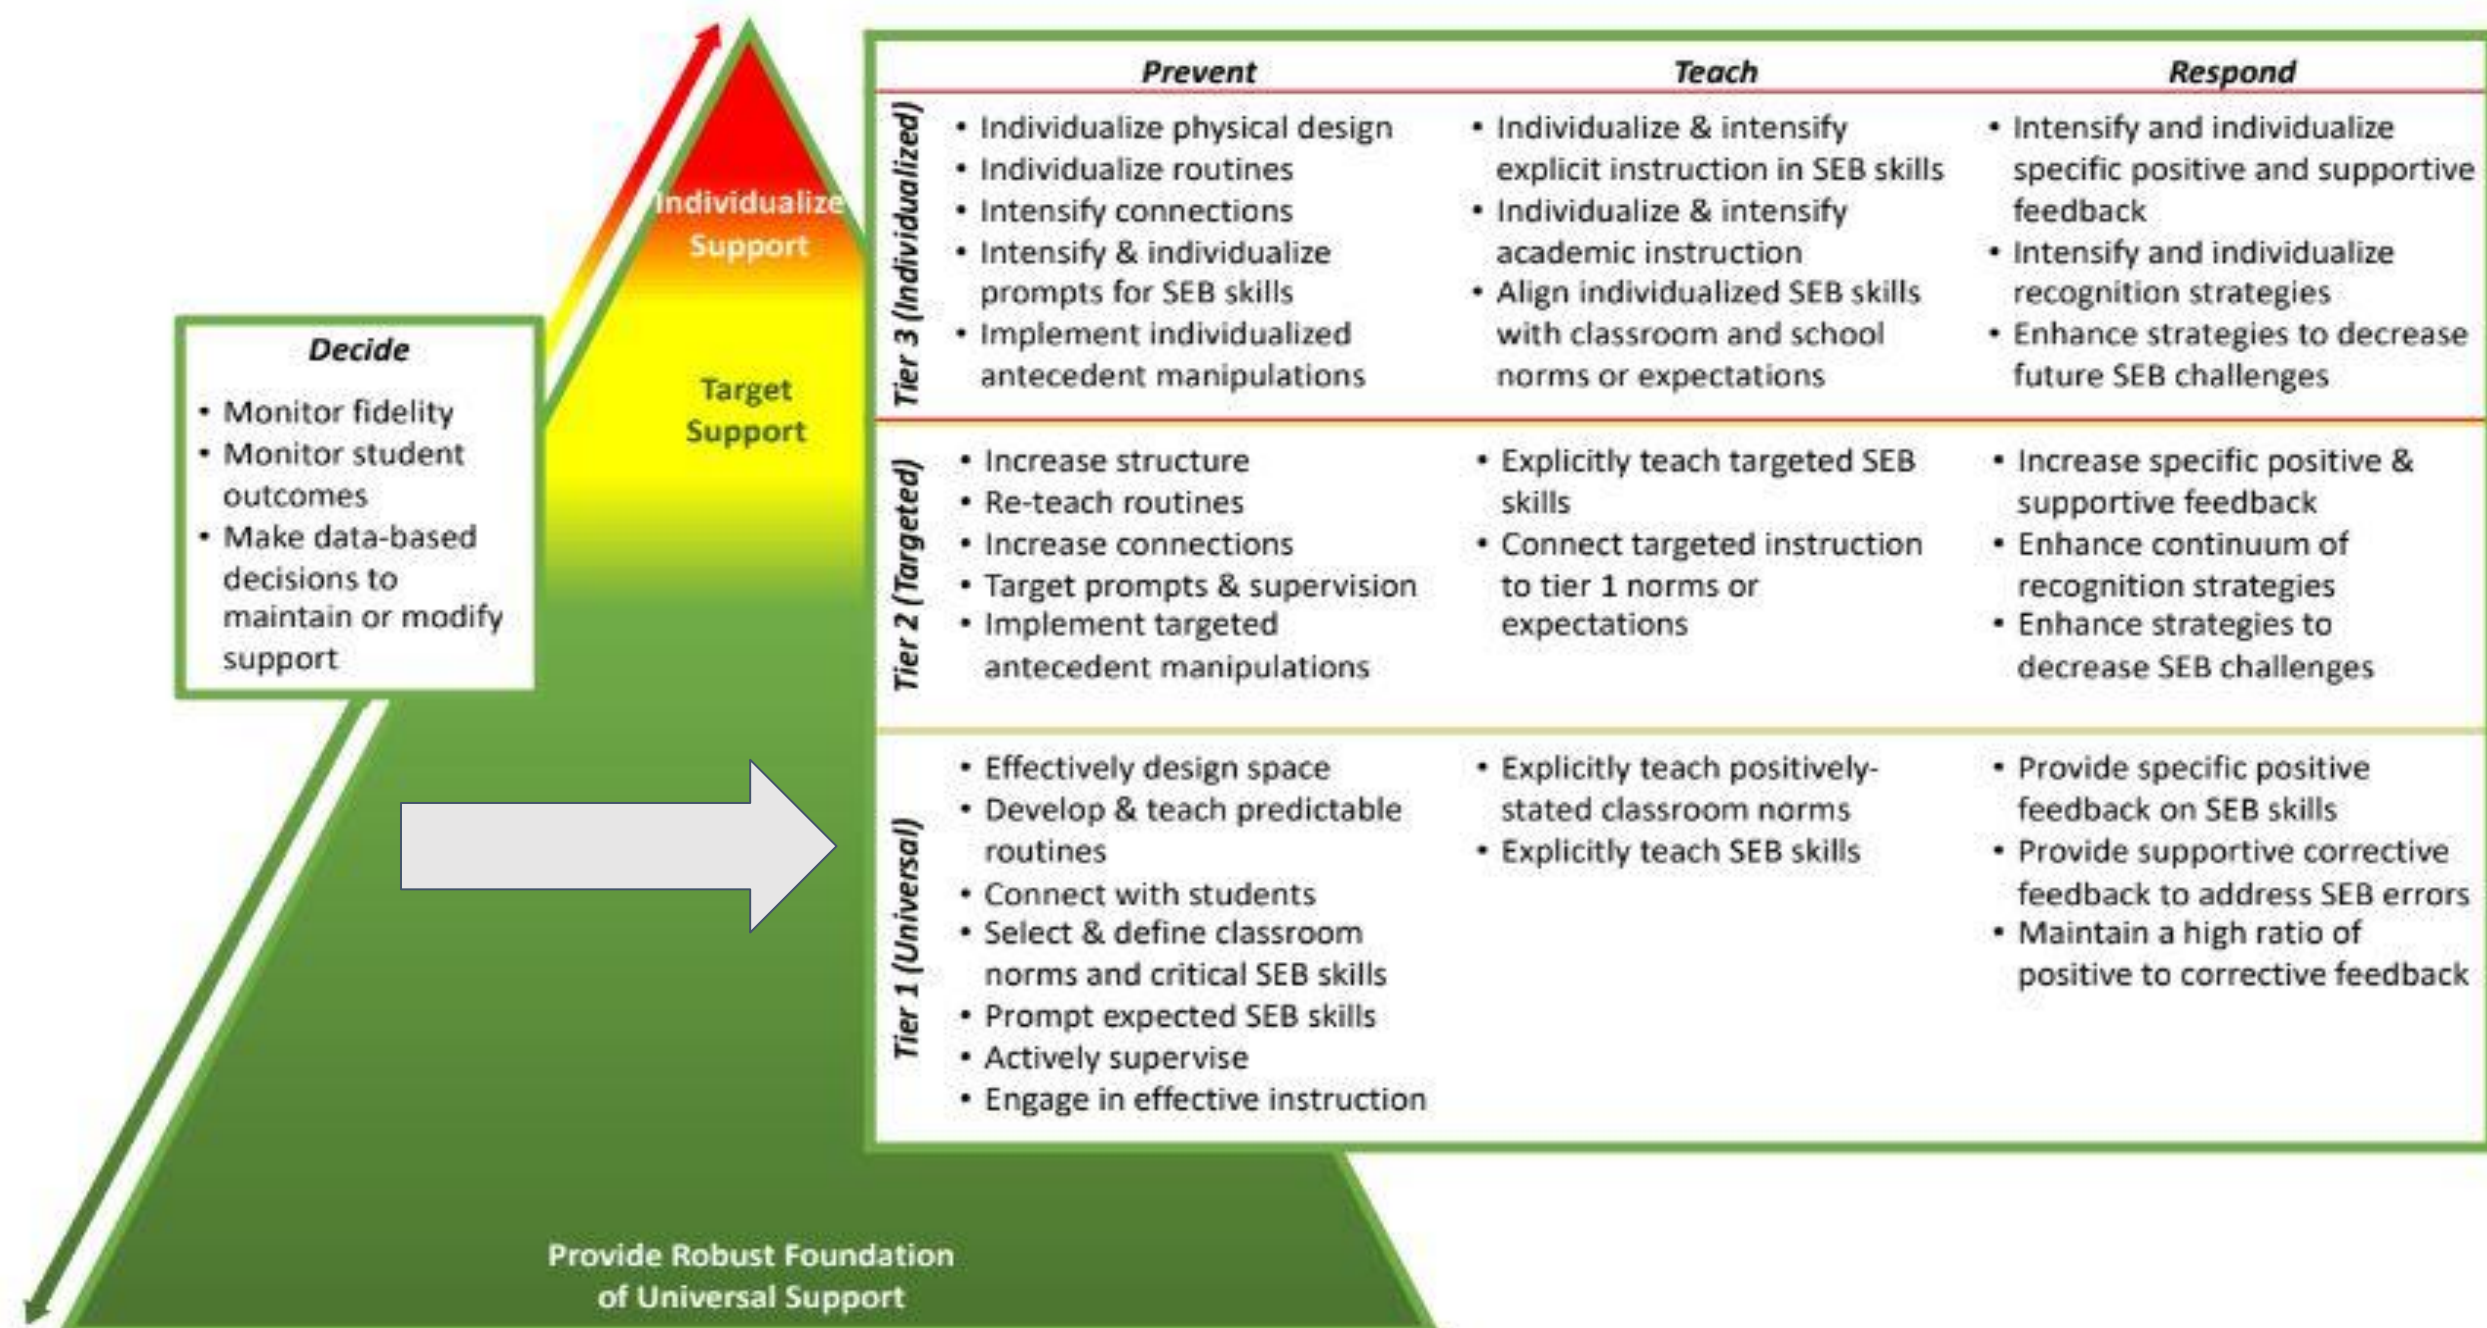 Individualize
Support
Target
Support
Decide
• Monitor fidelity
• Monitor student
outcomes
• Make data-based
decisions to
maintain or modify
support
Provide Robust Foundation
of Universal Support
Prevent
Teach
Respond
Tier 3 (Individualized)
• Individualize physical design
• Individualize routines
• Intensify connections
• Intensify & individualize
prompts for SEB skills
• Implement individualized
antecedent manipulations
• Individualize & intensify
explicit instruction in SEB skills
• Individualize & intensify
academic instruction
• Align individualized SEB skills
with classroom and school
norms or expectations
• Intensify and individualize
specific positive and supportive
feedback
• Intensify and individualize
recognition strategies
• Enhance strategies to decrease
future SEB challenges
Tier 2 (Targeted)
• Increase structure
• Re-teach routines
• Increase connections
• Target prompts & supervision
• Implement targeted
antecedent manipulations
• Explicitly teach targeted SEB
skills
• Connect targeted instruction
to tier 1 norms or
expectations
• Increase specific positive &
supportive feedback
• Enhance continuum of
recognition strategies
• Enhance strategies to
decrease SEB challenges
Tier 1 (Universal)
• Effectively design space
• Develop & teach predictable
routines
• Connect with students
• Select & define classroom
norms and critical SEB skills
• Prompt expected SEB skills
• Actively supervise
• Engage in effective instruction
• Explicitly teach positively-
stated classroom norms
• Explicitly teach SEB skills
• Provide specific positive
feedback on SEB skills
• Provide supportive corrective
feedback to address SEB errors
• Maintain a high ratio of
positive to corrective feedback